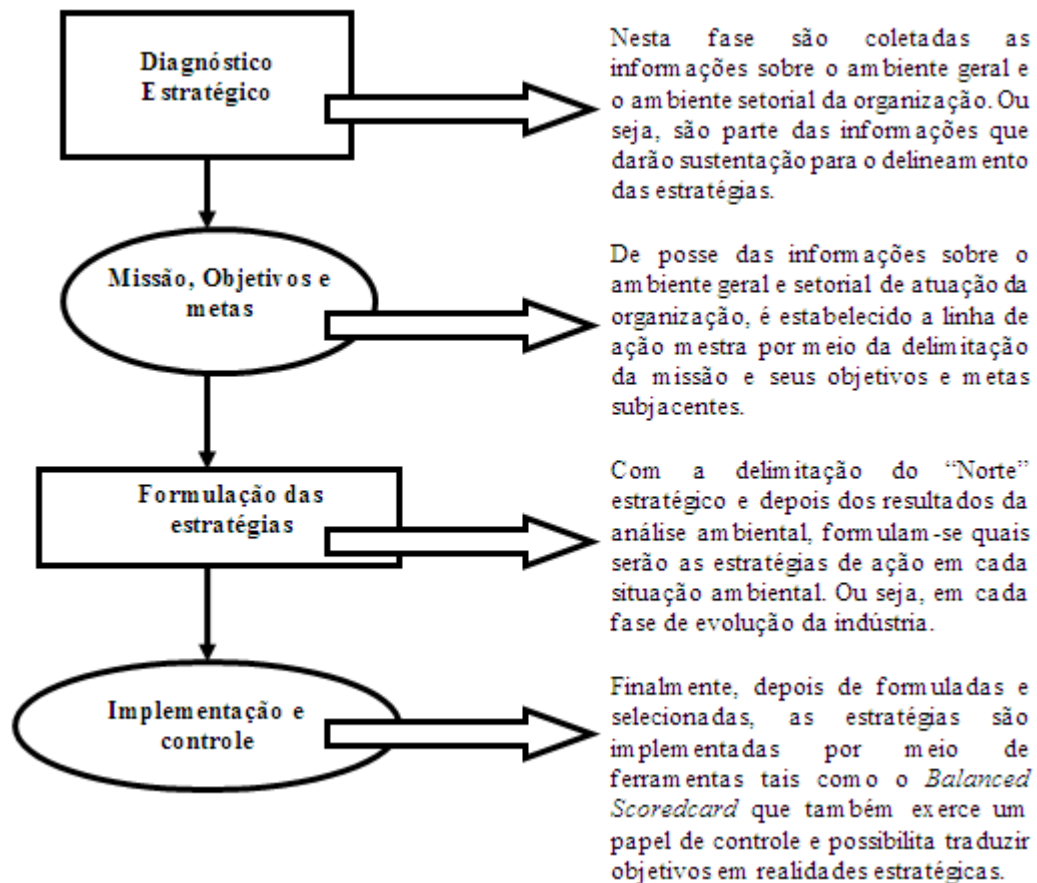 Diagnóstico
Estratégico
Nesta fase são coletadas as
informações sobre o ambiente geral e
o ambiente setorial da organização. Ou
seja, são parte das informações que
darão sustentação para o delineamento
das estratégias.
Missão, Objetivos e
metas
De posse das informações sobre o
ambiente geral e setorial de atuação da
organização, é estabelecido a linha de
ação mestra por meio da delimitação
da missão e seus objetivos e metas
subjacentes.
Formulação das
estratégias
Com a delimitação do “Norte”
estratégico e depois dos resultados da
análise ambiental, formulam-se quais
serão as estratégias de ação em cada
situação ambiental. Ou seja, em cada
fase de evolução da indústria.
Implementação e
controle
Finalmente, depois de formuladas e
selecionadas, as estratégias são
implementadas por meio de
ferramentas tais como o Balanced
Scoredcard que também exerce um
papel de controle e possibilita traduzir
objetivos em realidades estratégicas.